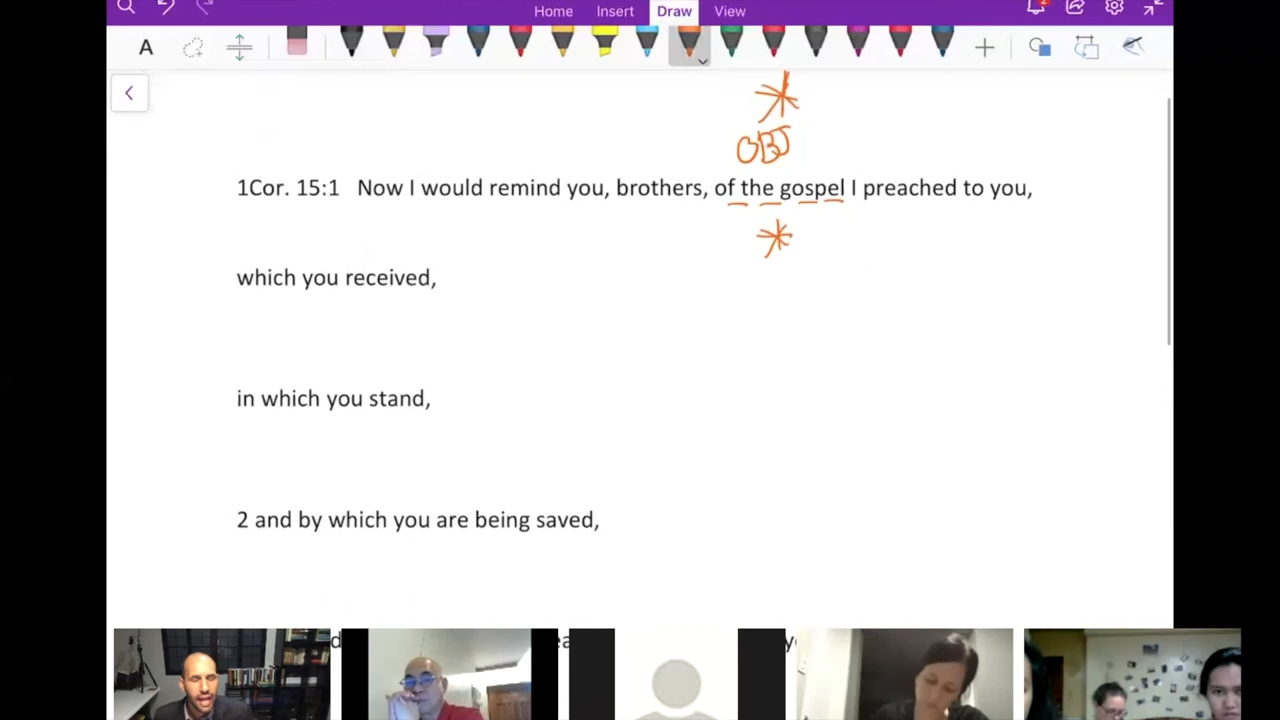 Home Insert Draw View
A
OBJ
1Cor. 15:1 Now I would remind you, brothers, of the gospel I preached to you,
which you received,
in which you stand,
2 and by which you are being saved,